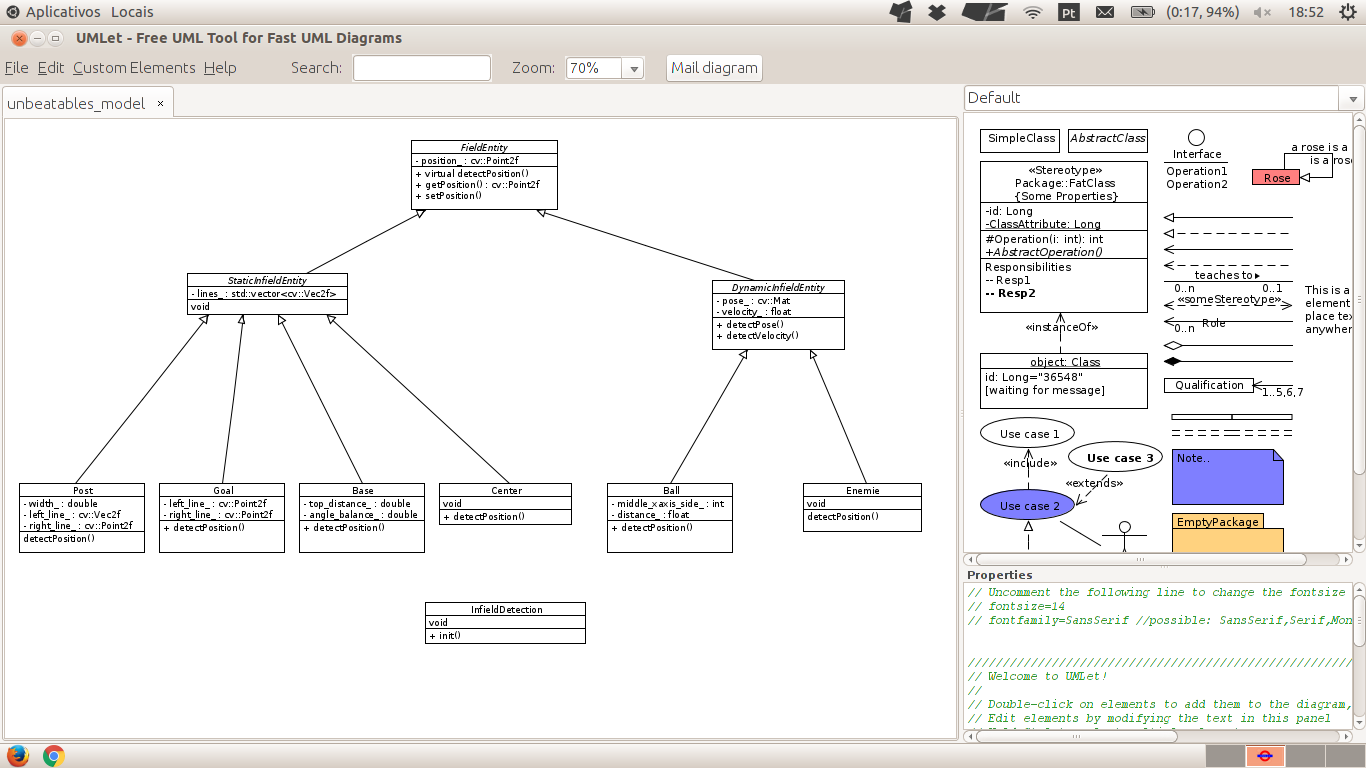 Aplicativos Locais
Pt
(0:17, 94%)
18:52
UMLet - Free UML Tool for Fast UML Diagrams
File Edit Custom Elements Help
Search:
Zoom: 70%
Mail diagram
unbeatables_model ×
FieldEntity
- position_ : cv::Point2f
+ virtual detectPosition()
+ getPosition() : cv::Point2f
+ setPosition()
StaticInfieldEntity
- lines_ : std::vector<cv::Vec2f>
void
DynamicInfieldEntity
- pose_ : cv::Mat
- velocity_ : float
+ detectPose()
+ detectVelocity()
Post
- width_ : double
- left_line_ : cv::Vec2f
- right_line_ : cv::Point2f
detectPosition()
Goal
- left_line_ : cv::Point2f
- right_line_ : cv::Point2f
+ detectPosition()
Base
- top_distance_ : double
- angle_balance_ : double
+ detectPosition()
Center
void
+ detectPosition()
Ball
- middle_xaxis_side_ : int
- distance_ : float
+ detectPosition()
Enemie
void
detectPosition()
InfieldDetection
void
+ init()
Default
SimpleClass
AbstractClass
«Stereotype»
Package::FatClass
{Some Properties}
-id: Long
-ClassAttribute: Long
#Operation(i: int): int
+AbstractOperation()
Responsibilities
-- Resp1
-- Resp2
«instanceOf»
object: Class
id: Long="36548"
[waiting for message]
Use case 1
«include»
Use case 2
Use case 3
«extends»
Interface
Operation1
Operation2
a rose is a
is a rose
Rose
teaches to
0..n 0..1
«someStereotype»
Role
0..n
Qualification
1..5,6,7
This is a
element
place tex
anywher
Note..
EmptyPackage
Properties
// Uncomment the following line to change the fontsize
// fontsize=14
// fontfamily=SansSerif //possible: SansSerif,Serif,Mon
////////////////////////////////////////////////////////
// Welcome to UMLet!
//
// Double-click on elements to add them to the diagram,
// Edit elements by modifying the text in this panel